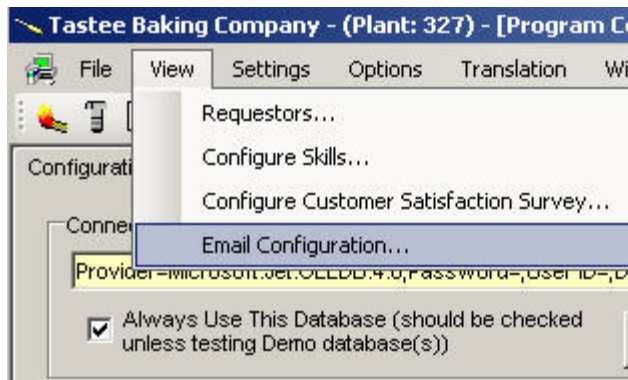 Tastee Baking Company - (Plant: 327) - [Program C
File View Settings Options Translation Wi
Requestors...
Configurati
Configure Skills...
Configure Customer Satisfaction Survey...
Conne
Email Configuration...
Provider=Microsoft.Jet.OLEDB.4.0;Password=;User ID=;D
Always Use This Database (should be checked
unless testing Demo database(s))